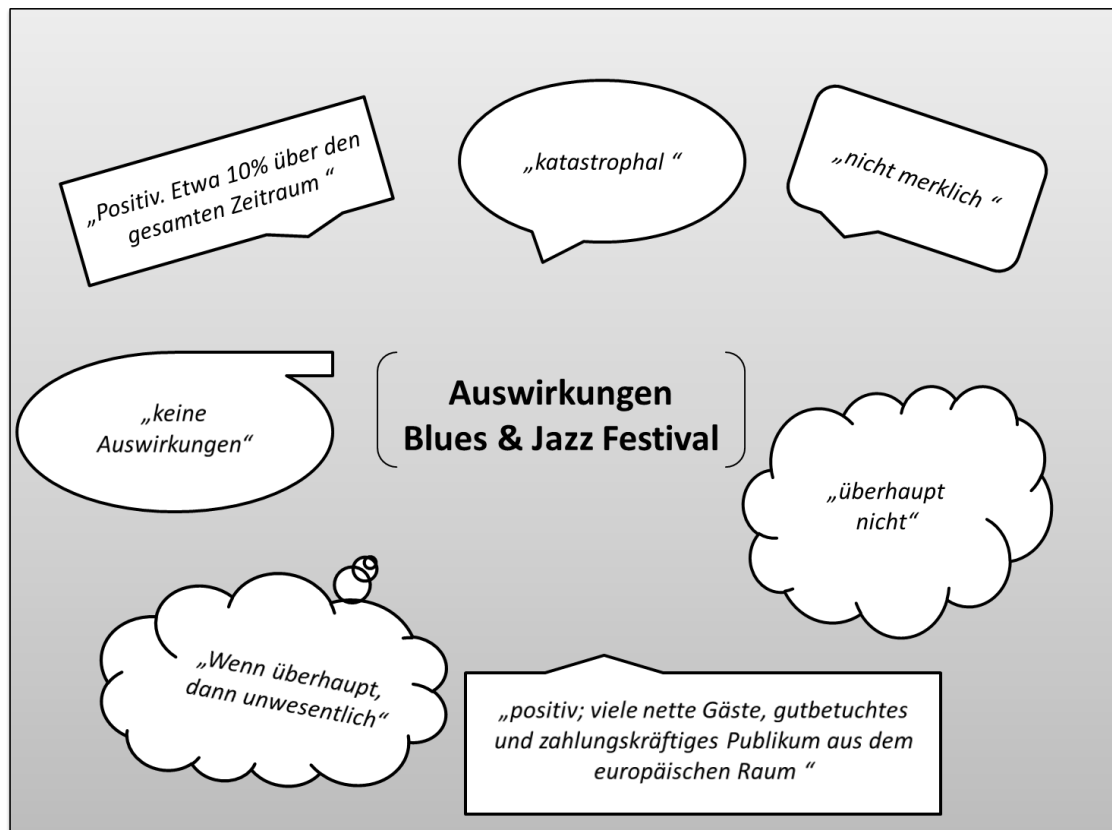 „Positiv. Etwa 10% über den
gesamten Zeitraum “
„katastrophal “
„nicht merklich “
„keine
Auswirkungen“
Auswirkungen
Blues & Jazz Festival
„überhaupt
nicht“
„Wenn überhaupt,
dann unwesentlich“
„positiv; viele nette Gäste, gutbetuchtes
und zahlungskräftiges Publikum aus dem
europäischen Raum “